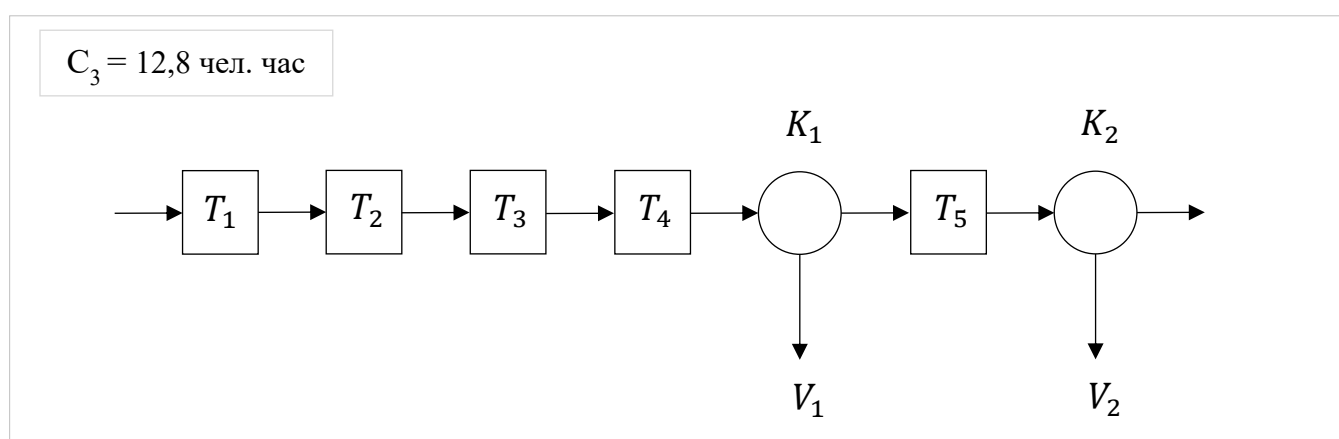 C₃ = 12,8 чел. час
K₁ K₂
T₁ T₂ T₃ T₄ T₅
V₁ V₂